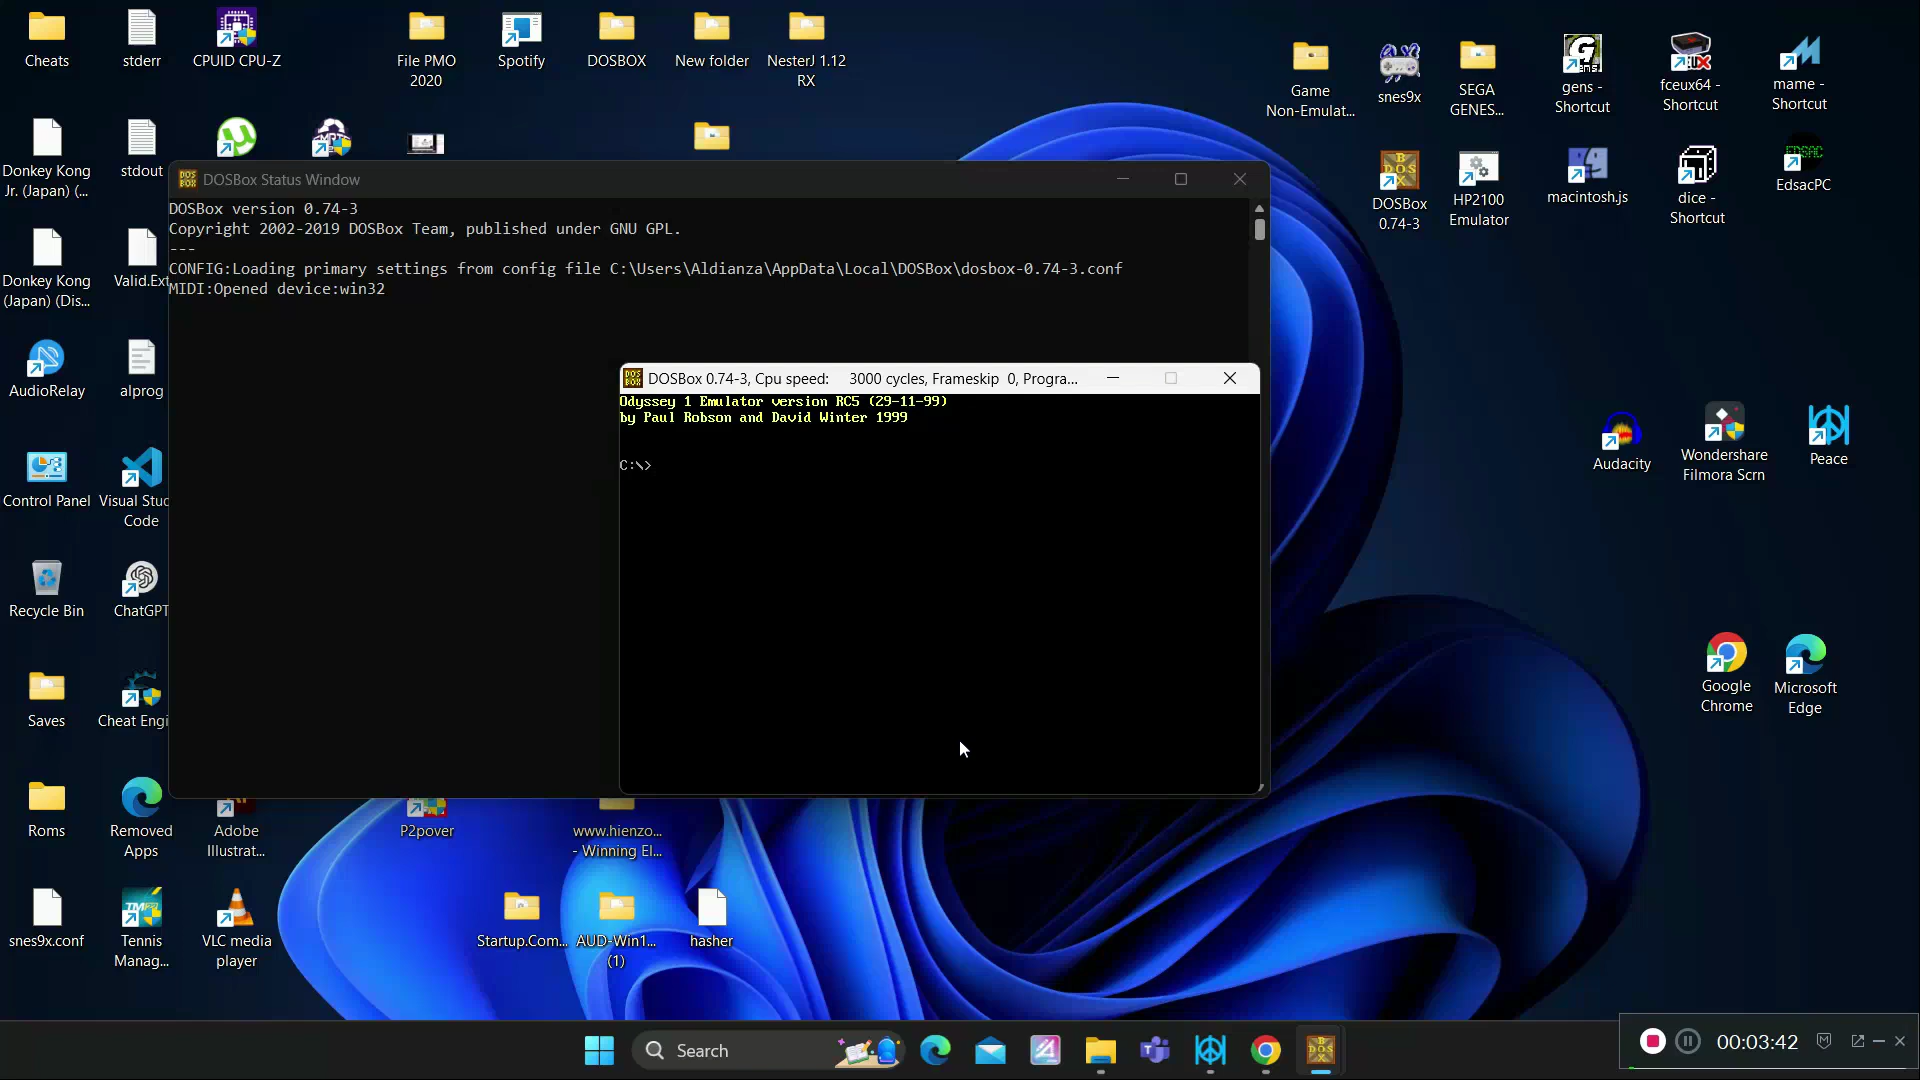 Cheats
stderr
CPUID CPU-Z
File PMO
2020
Spotify
DOSBOX
New folder
NesterJ 1.12
RX
Game
Non-Emulat...
snes9x
SEGA
GENES...
gens -
Shortcut
fceux64 -
Shortcut
mame -
Shortcut
Donkey Kong
Jr. (Japan) (...
stdout
DOSBox
0.74-3
HP2100
Emulator
macintosh.js
dice -
Shortcut
EDSAC
EdsacPC
DOSBox Status Window
DOSBox version 0.74-3
Copyright 2002-2019 DOSBox Team, published under GNU GPL.
---
CONFIG:Loading primary settings from config file C:\Users\Aldianza\AppData\Local\DOSBox\dosbox-0.74-3.conf
MIDI:Opened device:win32
Donkey Kong
(Japan) (Dis...
Valid.Ext
AudioRelay
alprog
DOSBox 0.74-3, Cpu speed: 3000 cycles, Frameskip 0, Progra...
Odyssey 1 Emulator version RC5 (29-11-99)
by Paul Robson and David Winter 1999
C:\>
Audacity
Wondershare
Filmora Scrn
Peace
Control Panel
Visual Stud
Code
Recycle Bin
ChatGPT
Google
Chrome
Microsoft
Edge
Saves
Cheat Engi
Roms
Removed
Apps
Adobe
Illustrat...
P2pover
www.hienzo...
- Winning El...
snes9x.conf
Tennis
Manag...
VLC media
player
Startup.Com...
AUD-Win1...
(1)
hasher
Search
00:03:42